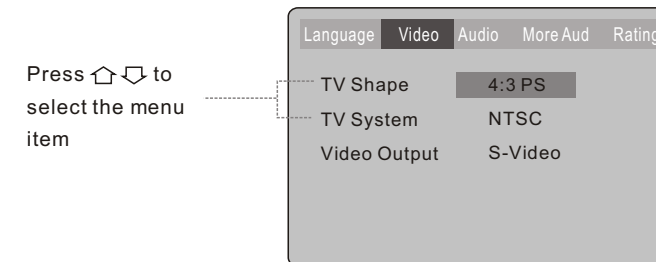 Language Video Audio More Aud Rating
Press ⇧ ⇩ to
select the menu
item
TV Shape 4:3 PS
TV System NTSC
Video Output S-Video